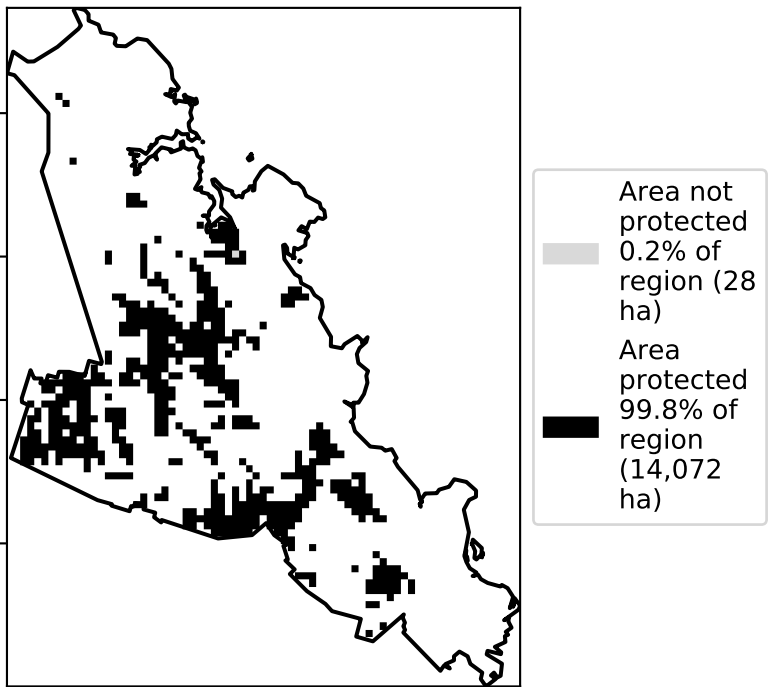 Area not
protected
0.2% of
region (28
ha)
Area
protected
99.8% of
region
(14,072
ha)